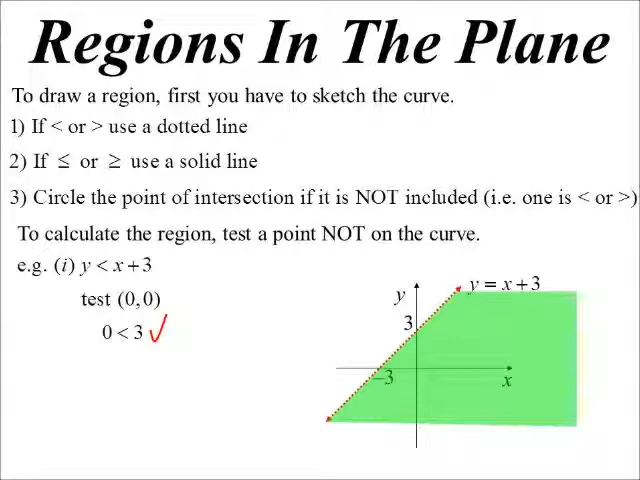 Regions In The Plane
To draw a region, first you have to sketch the curve.
1) If < or > use a dotted line
2) If ≤ or ≥ use a solid line
3) Circle the point of intersection if it is NOT included (i.e. one is < or >)
To calculate the region, test a point NOT on the curve.
e.g. (i) y < x + 3
test (0,0)
0 < 3 ✓
y
y = x + 3
3
−3
x